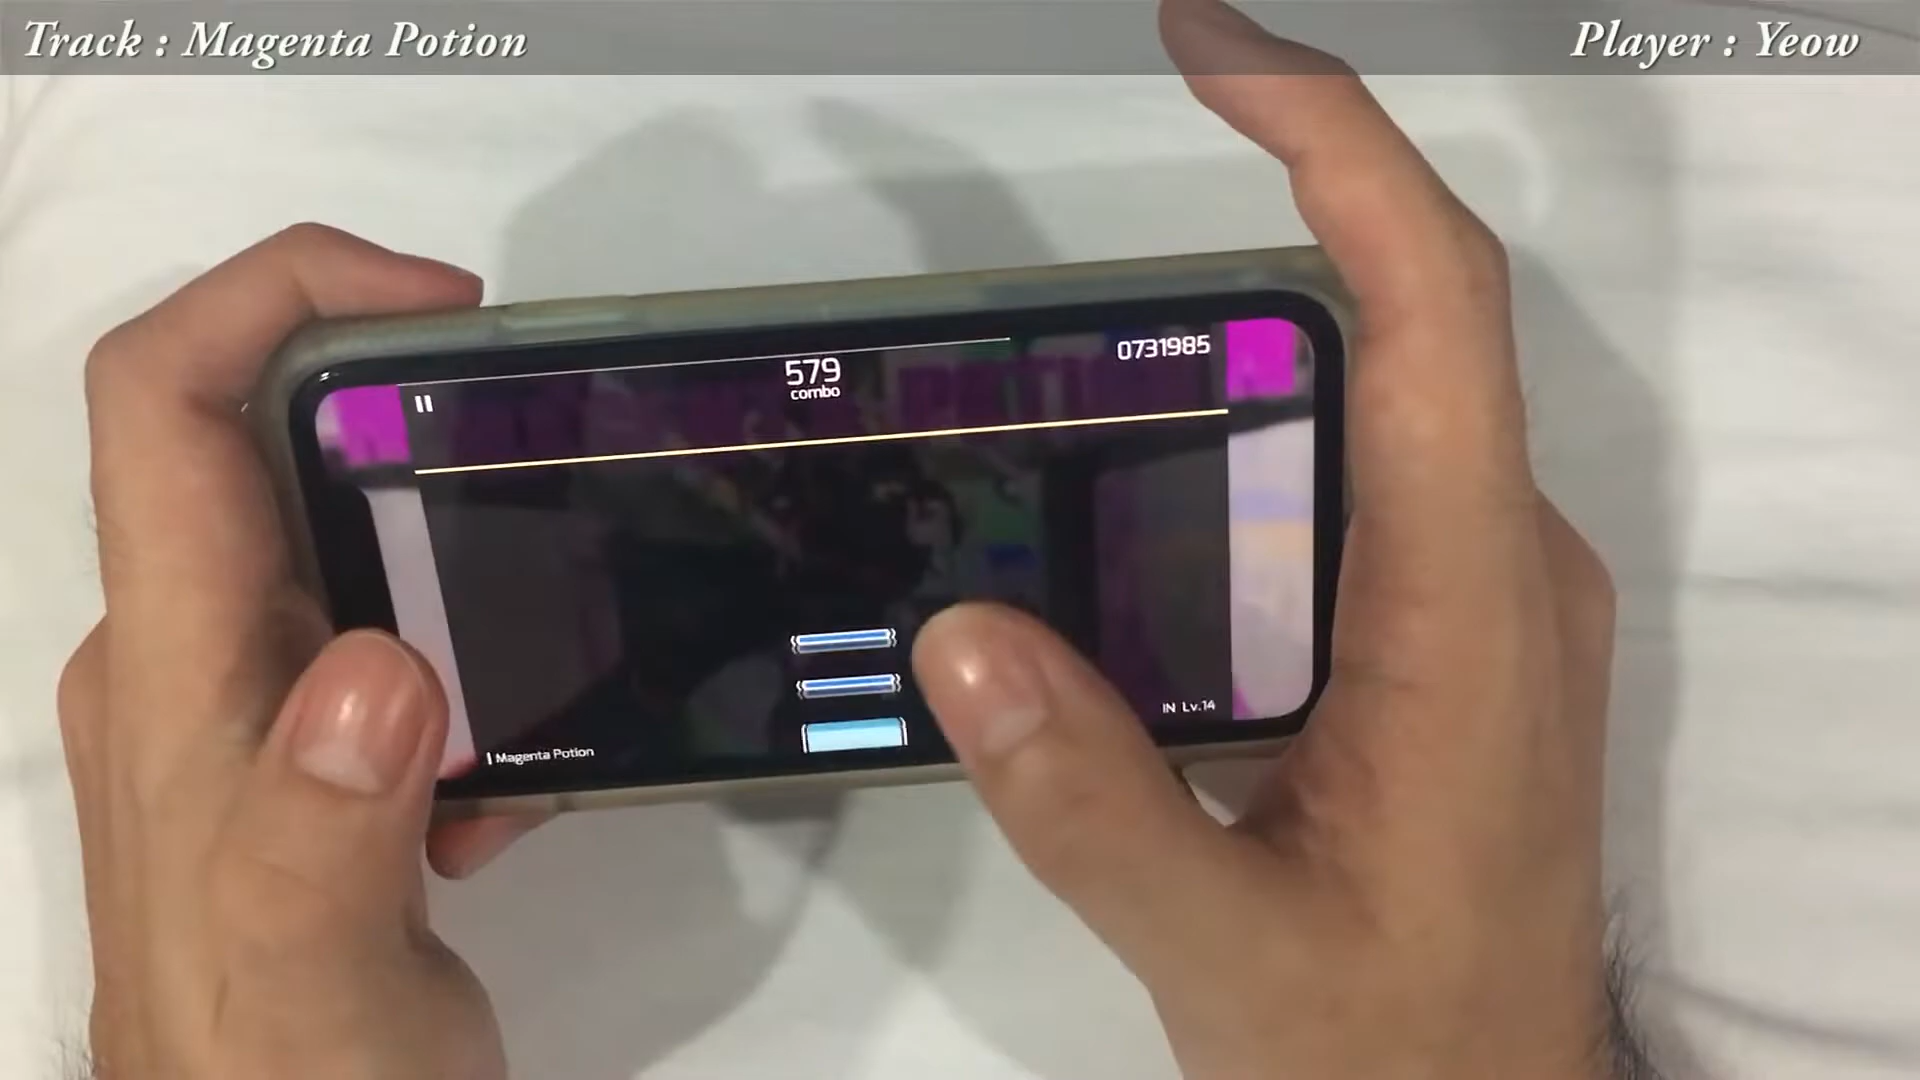 Track : Magenta Potion
Player : Yeow
579
combo
0731985
IN Lv.14
Magenta Potion